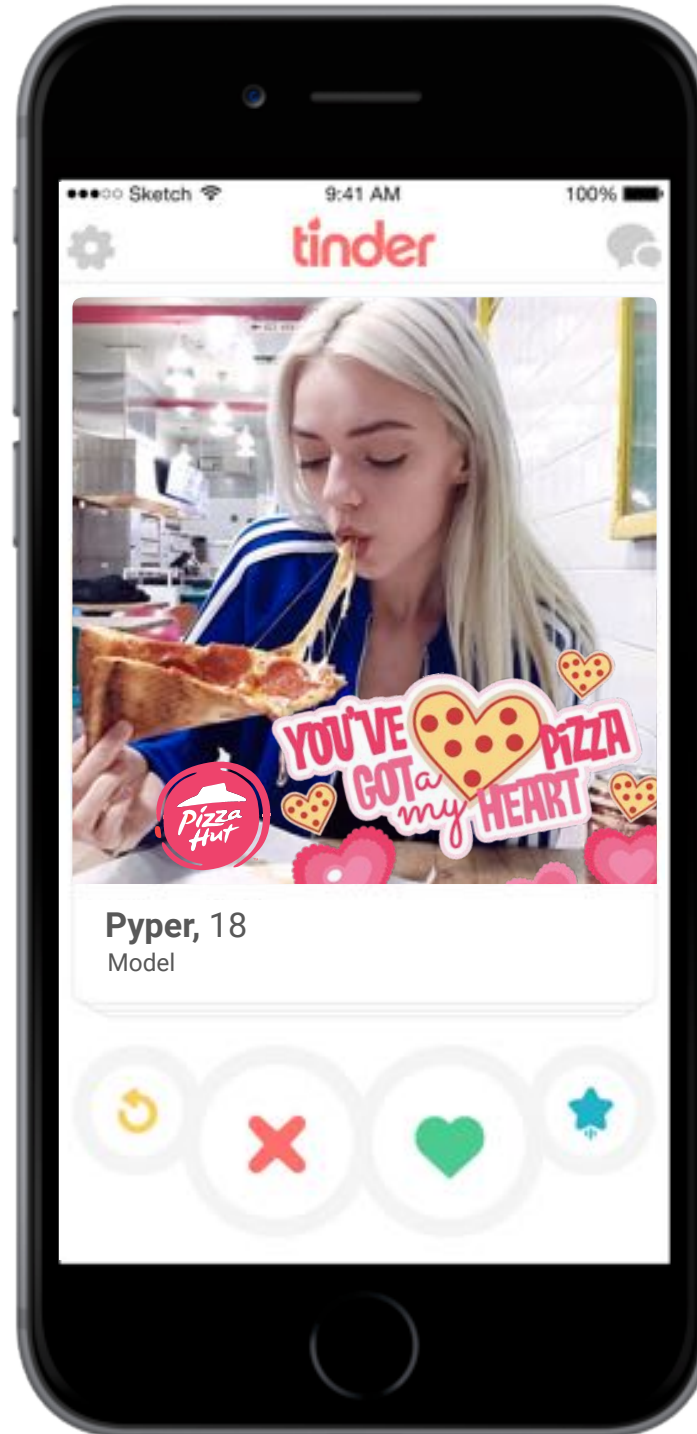 Sketch 9:41 AM 100%
tinder
YOU'VE PIZZA
GOT a my HEART
Pizza
Hut
Pyper, 18
Model